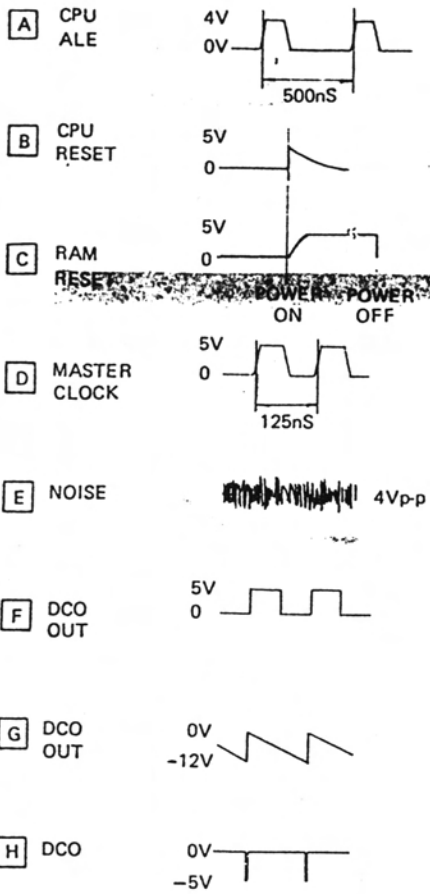 A CPU ALE
4V
0V
500nS
B CPU RESET
5V
0
C RAM RESET
5V
0
POWER ON
POWER OFF
D MASTER CLOCK
5V
0
125nS
E NOISE
4Vp-p
F DCO OUT
5V
0
G DCO OUT
0V
-12V
H DCO
0V
-5V